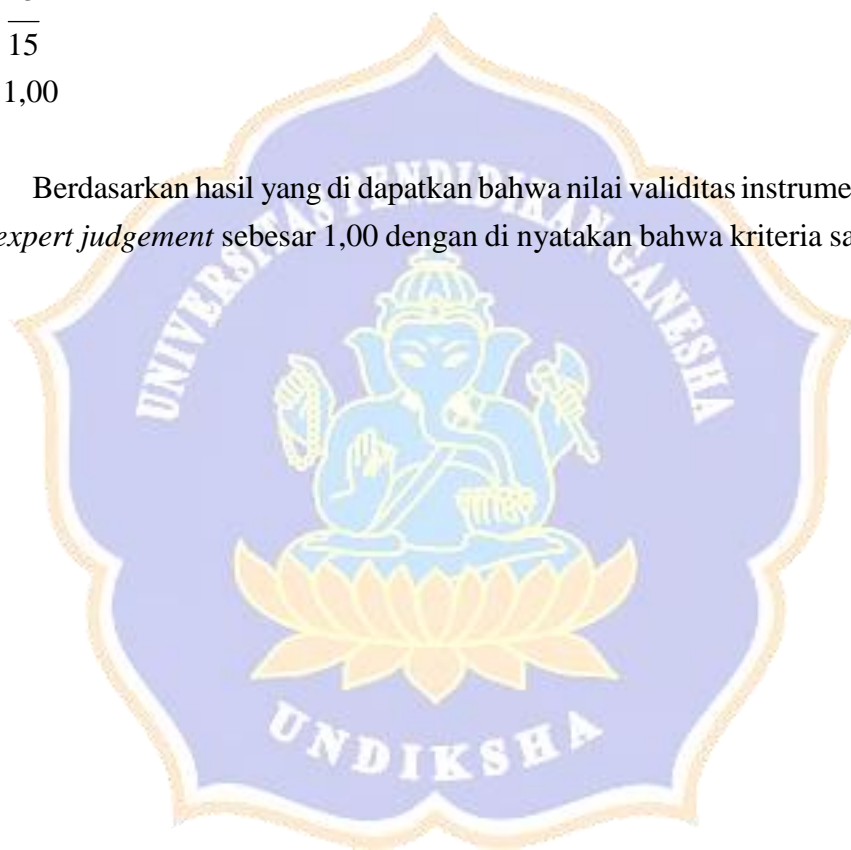 15
1,00
Berdasarkan hasil yang di dapatkan bahwa nilai validitas instrume
expert judgement sebesar 1,00 dengan di nyatakan bahwa kriteria sa
UNIVERSITAS PENDIDIKAN GANESHA
UNDIKSHA